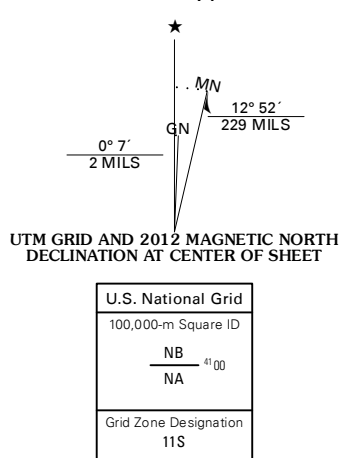 ★
MN
GN
12° 52´
229 MILS
0° 7´
2 MILS
UTM GRID AND 2012 MAGNETIC NORTH
DECLINATION AT CENTER OF SHEET
U.S. National Grid
100,000-m Square ID
NB
4100
NA
Grid Zone Designation
11S